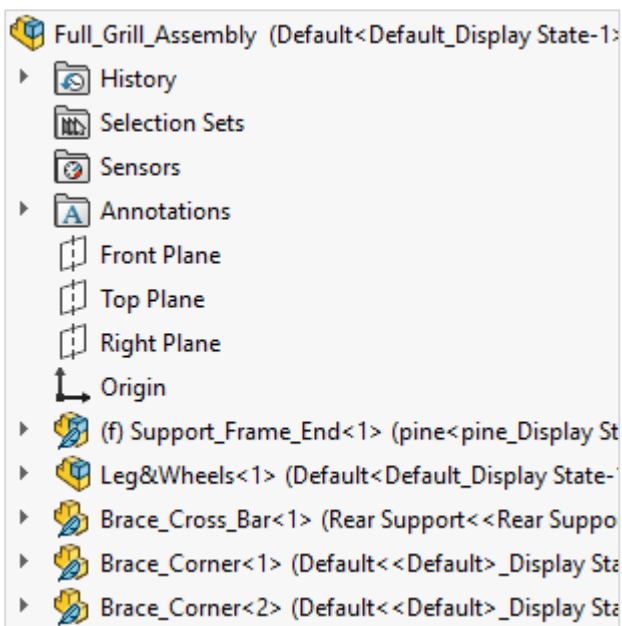 Full_Grill_Assembly (Default<Default_Display State-1>
History
Selection Sets
Sensors
A Annotations
Front Plane
Top Plane
Right Plane
Origin
(f) Support_Frame_End<1> (pine<pine_Display St
Leg&Wheels<1> (Default<Default_Display State-1
Brace_Cross_Bar<1> (Rear Support<<Rear Suppo
Brace_Corner<1> (Default<<Default>_Display Sta
Brace_Corner<2> (Default<<Default>_Display Sta